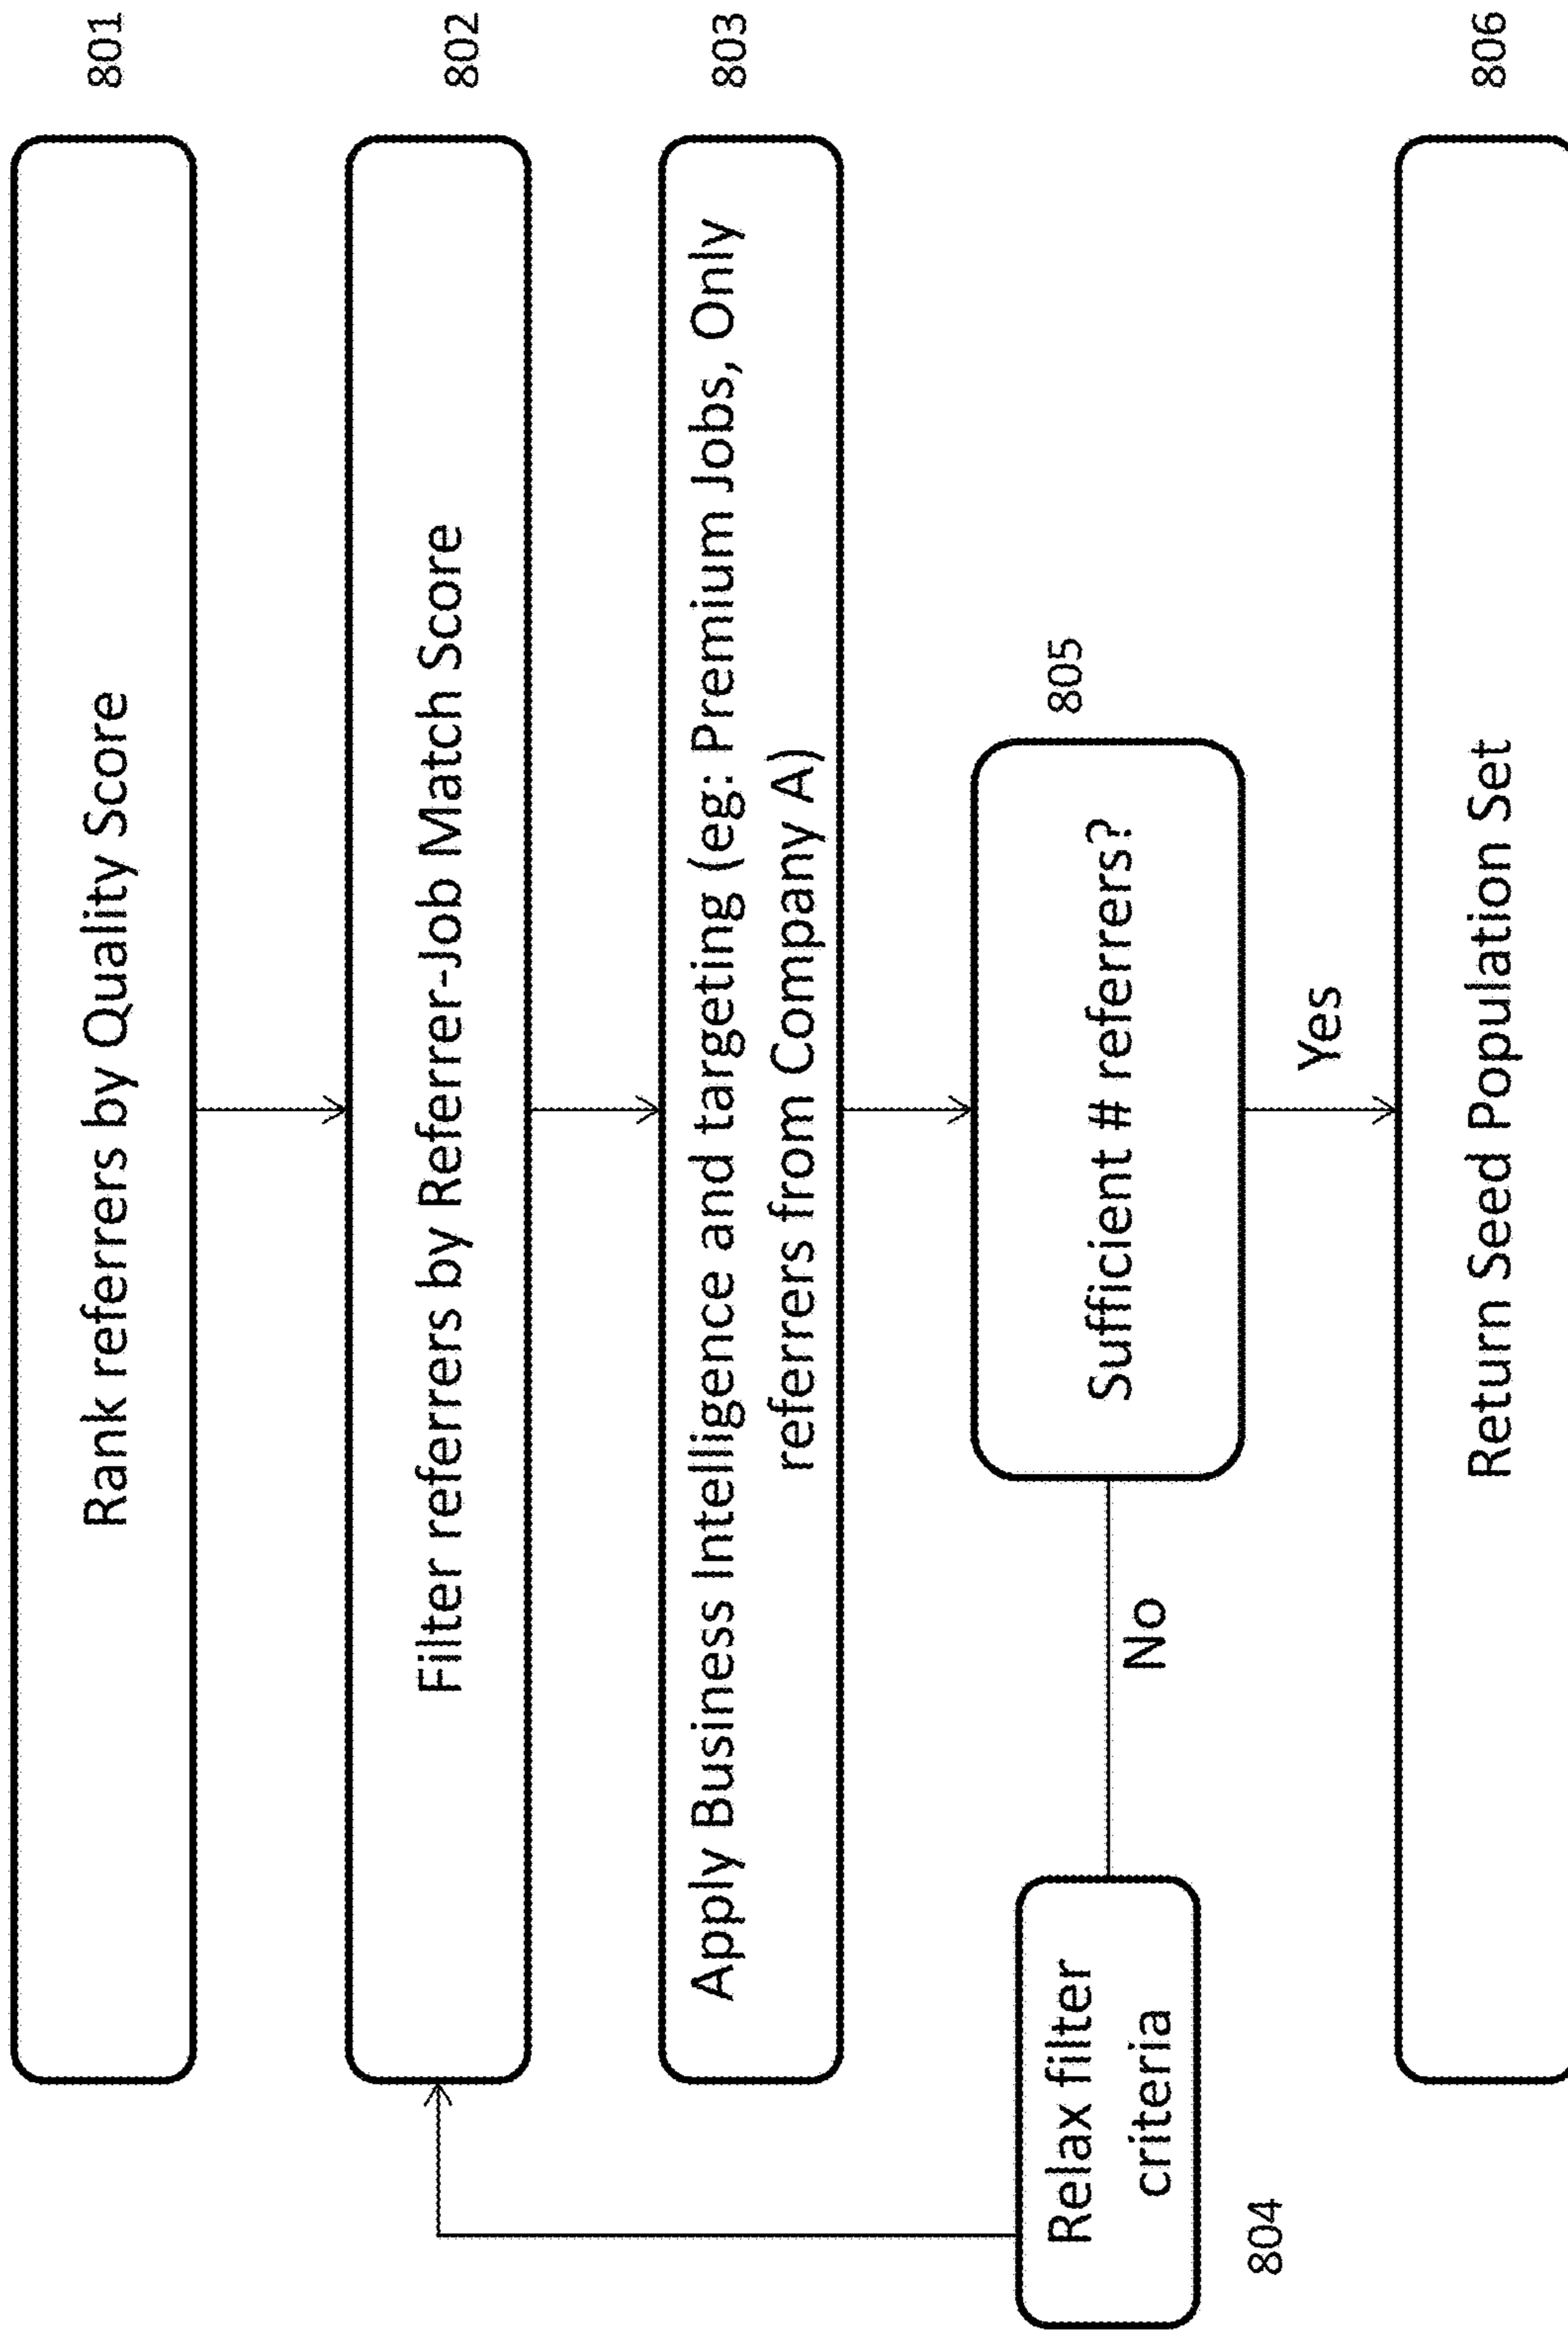 Rank referrers by Quality Score
801
Filter referrers by Referrer-Job Match Score
802
Apply Business Intelligence and targeting (eg: Premium Jobs, Only
referrers from Company A)
803
Sufficient # referrers?
805
No
Relax filter
criteria
804
Yes
Return Seed Population Set
806